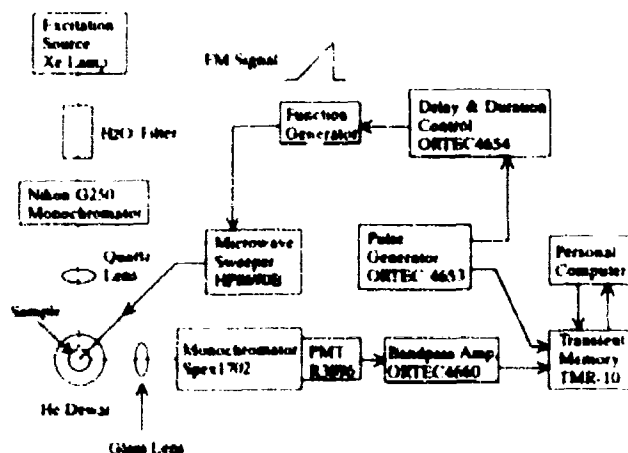 Excitation
Source
Xe Lamp
FM Signal
H2O Filter
Function
Generator
Delay & Duration
Control
ORTEC4654
Nikon G250
Monochromator
Quartz
Lens
Microwave
Sweeper
HP8690B
Pulse
Generator
ORTEC 4653
Personal
Computer
Sample
Monochromator
Spex1702
PMT
R3896
Bandpass Amp.
ORTEC4660
Transient
Memory
TMR-10
He Dewar
Glass Lens